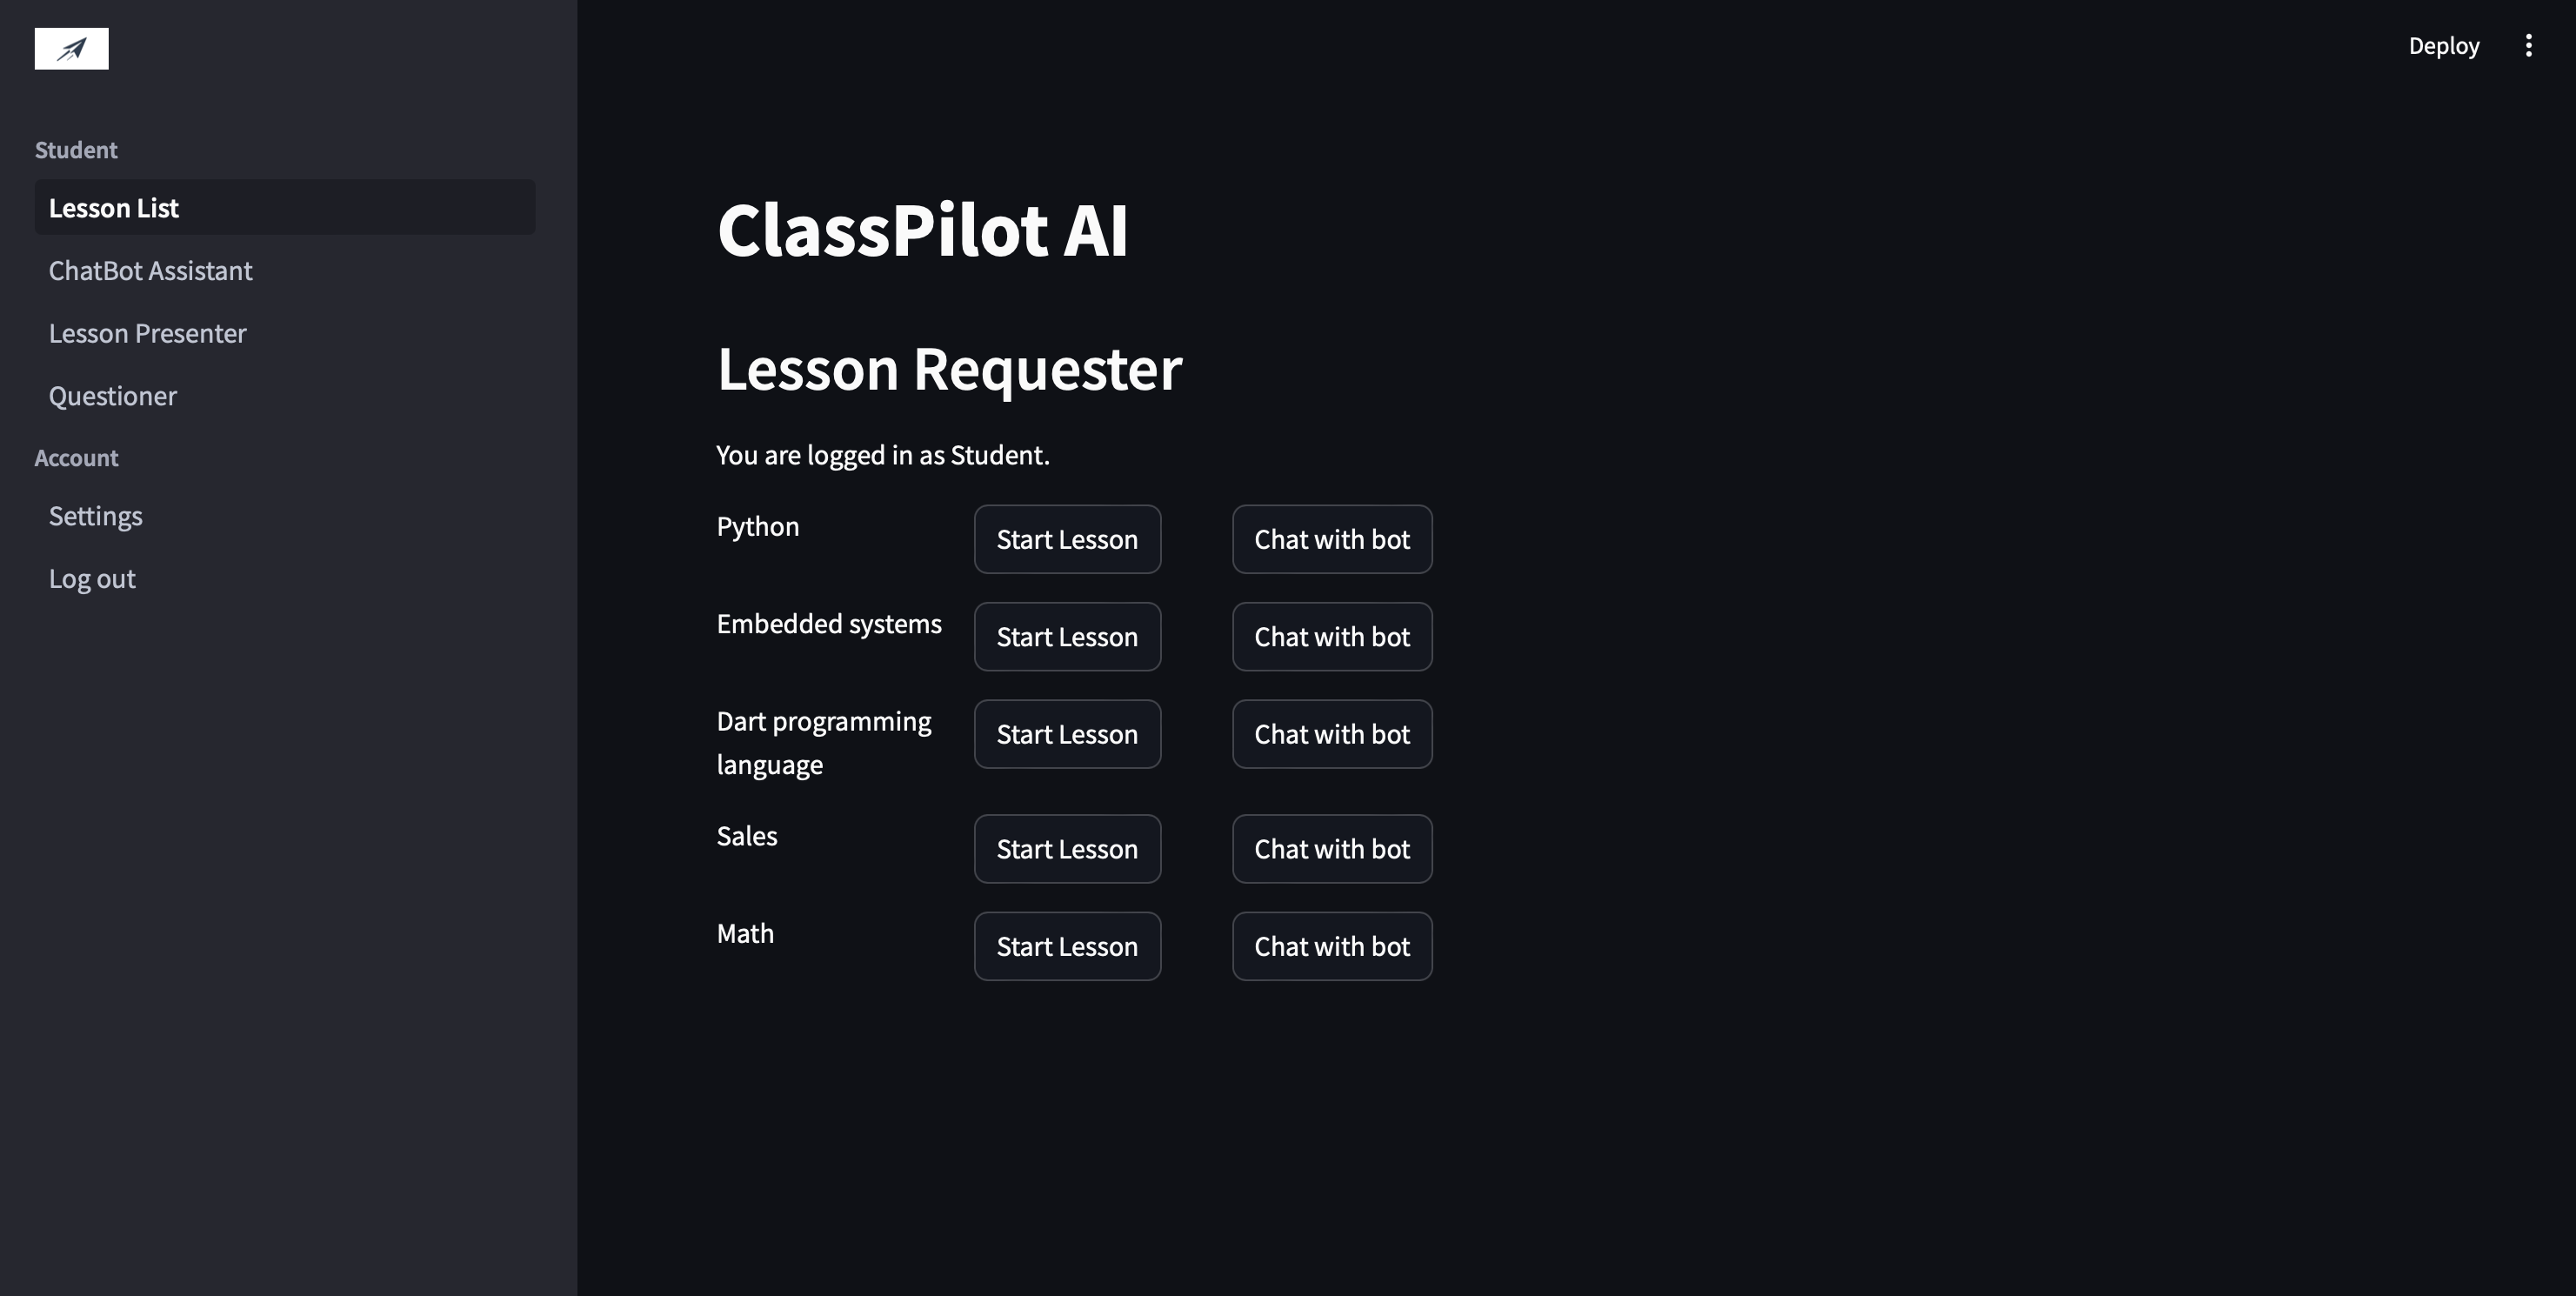 Deploy
Student
Lesson List
ChatBot Assistant
Lesson Presenter
Questioner
Account
Settings
Log out
ClassPilot AI
Lesson Requester
You are logged in as Student.
Python Start Lesson Chat with bot
Embedded systems Start Lesson Chat with bot
Dart programming Start Lesson Chat with bot
language
Sales Start Lesson Chat with bot
Math Start Lesson Chat with bot